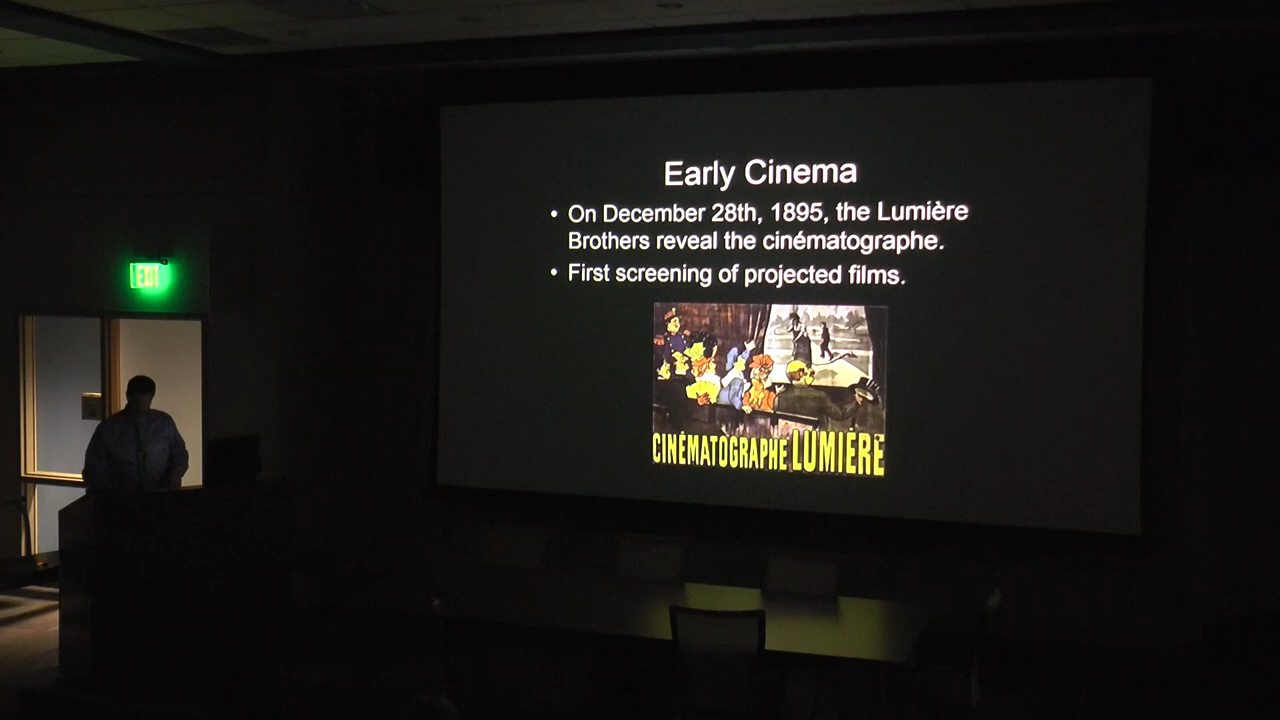 EXIT
Early Cinema
• On December 28th, 1895, the Lumière
Brothers reveal the cinématographe.
• First screening of projected films.
CINÉMATOGRAPHE LUMIÈRE